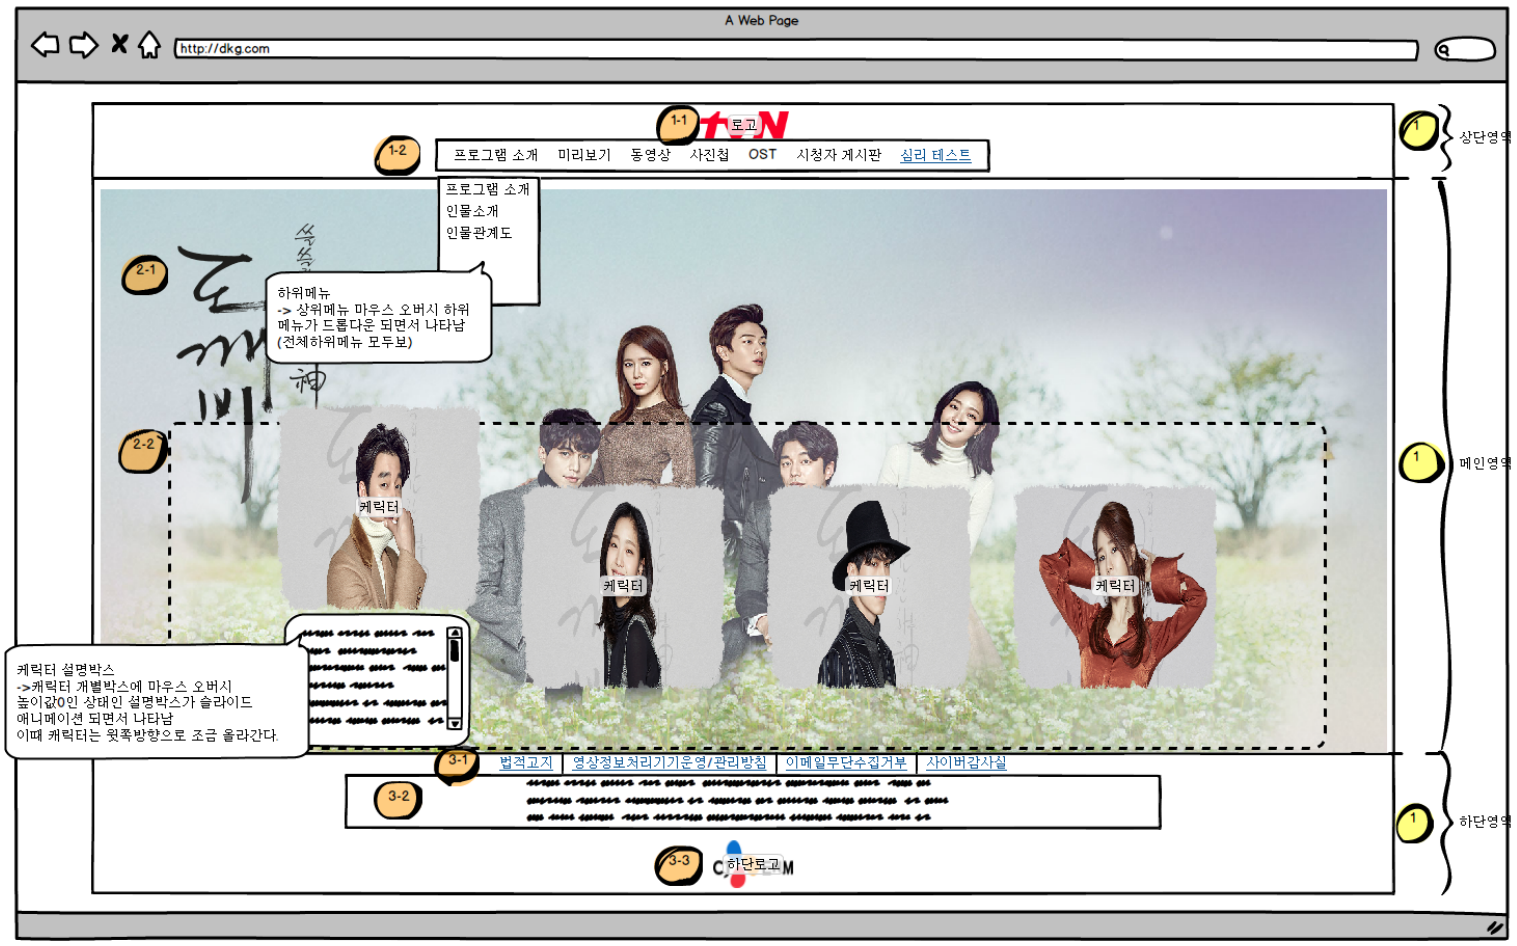 A Web Page
http://dkg.com
1-1
tvN
로고
1
상단영역
1-2
프로그램 소개 미리보기 동영상 사진첩 OST 시청자 게시판 심리 테스트
프로그램 소개
인물소개
인물관계도
2-1
쓸쓸
도깨비
神
하위메뉴
-> 상위메뉴 마우스 오버시 하위
메뉴가 드롭다운 되면서 나타남
(전체하위메뉴 모두보)
2-2
1
메인영역
케릭터
케릭터
케릭터
케릭터
케릭터 설명박스
->캐릭터 개별박스에 마우스 오버시
높이값0인 상태인 설명박스가 슬라이드
애니메이션 되면서 나타남
이때 캐릭터는 윗쪽방향으로 조금 올라간다.
3-1
법적고지 영상정보처리기기운영/관리방침 이메일무단수집거부 사이버감사실
3-2
1
하단영역
3-3
하단로고